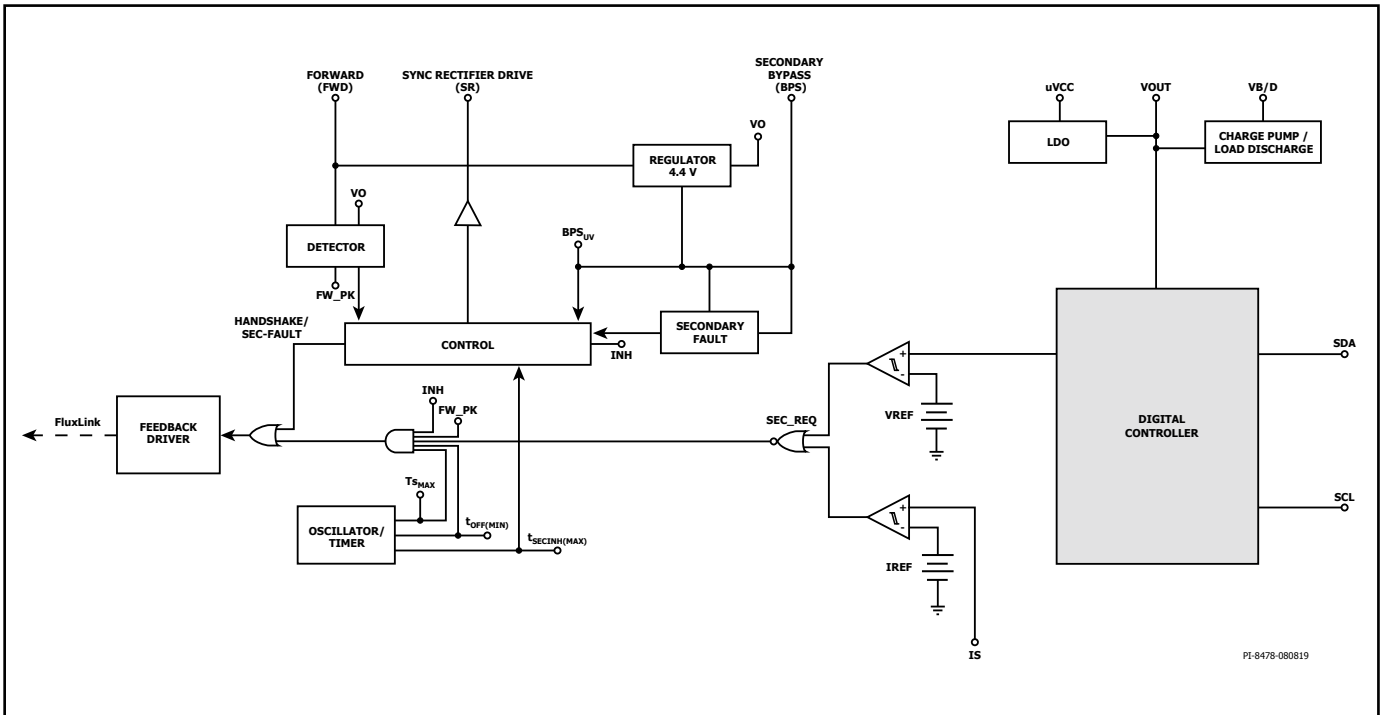 FORWARD
(FWD)
SYNC RECTIFIER DRIVE
(SR)
SECONDARY
BYPASS
(BPS)
uVCC
VOUT
VB/D
LDO
CHARGE PUMP /
LOAD DISCHARGE
VO
REGULATOR
4.4 V
VO
DETECTOR
FW_PK
BPSUV
HANDSHAKE/
SEC-FAULT
CONTROL
SECONDARY
FAULT
INH
INH
FW_PK
FluxLink
FEEDBACK
DRIVER
SEC_REQ
+
-
VREF
SDA
DIGITAL
CONTROLLER
SCL
TsMAX
OSCILLATOR/
TIMER
tOFF(MIN)
tSECINH(MAX)
+
-
IREF
IS
PI-8478-080819